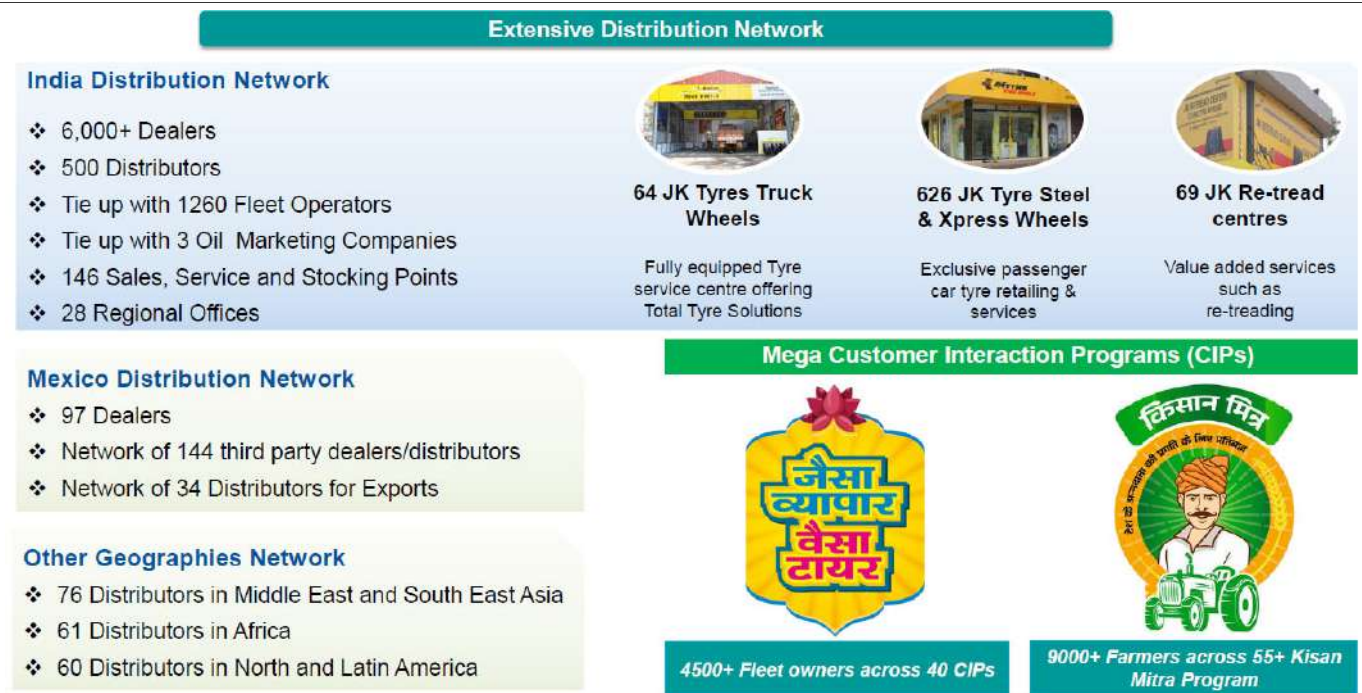 Extensive Distribution Network
India Distribution Network
❖ 6,000+ Dealers
❖ 500 Distributors
❖ Tie up with 1260 Fleet Operators
❖ Tie up with 3 Oil Marketing Companies
❖ 146 Sales, Service and Stocking Points
❖ 28 Regional Offices
64 JK Tyres Truck
Wheels
Fully equipped Tyre
service centre offering
Total Tyre Solutions
626 JK Tyre Steel
& Xpress Wheels
Exclusive passenger
car tyre retailing &
services
69 JK Re-tread
centres
Value added services
such as
re-treading
Mexico Distribution Network
❖ 97 Dealers
❖ Network of 144 third party dealers/distributors
❖ Network of 34 Distributors for Exports
Other Geographies Network
❖ 76 Distributors in Middle East and South East Asia
❖ 61 Distributors in Africa
❖ 60 Distributors in North and Latin America
Mega Customer Interaction Programs (CIPs)
जैसा
व्यापार
वैसा
टायर
4500+ Fleet owners across 40 CIPs
किसान मित्र
देश के अन्नदाता की प्रगति के लिए प्रतिबद्ध
9000+ Farmers across 55+ Kisan
Mitra Program